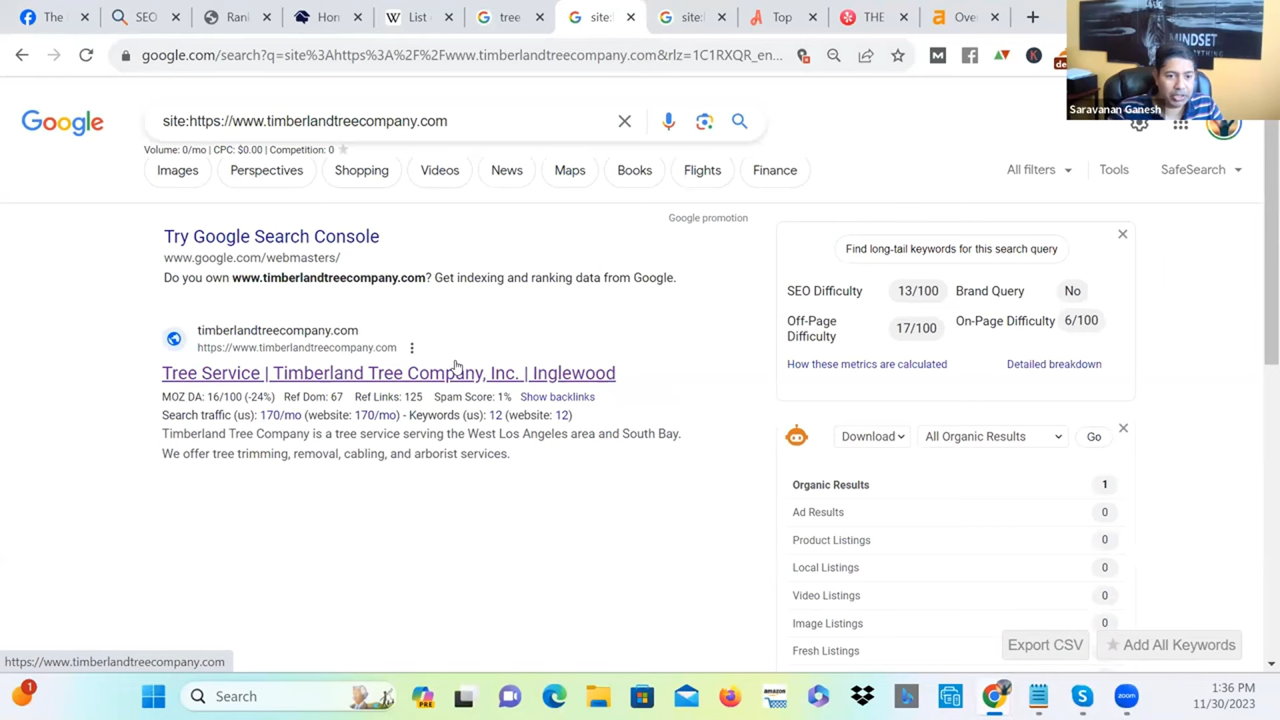 The
SEO
Rank
Hon
List
tree
site:
site:
Top
THE
Ove
google.com/search?q=site%3Ahttps%3A%2F%2Fwww.timberlandtreecompany.com&rlz=1C1RXQR_en...
MINDSET
Saravanan Ganesh
Google
Volume: 0/mo | CPC: $0.00 | Competition: 0
Images
Perspectives
Shopping
Videos
News
Maps
Books
Flights
Finance
All filters
Tools
SafeSearch
Google promotion
Try Google Search Console
www.google.com/webmasters/
Do you own www.timberlandtreecompany.com? Get indexing and ranking data from Google.
timberlandtreecompany.com
https://www.timberlandtreecompany.com
Tree Service | Timberland Tree Company, Inc. | Inglewood
MOZ DA: 16/100 (-24%) Ref Dom: 67 Ref Links: 125 Spam Score: 1% Show backlinks
Search traffic (us): 170/mo (website: 170/mo) - Keywords (us): 12 (website: 12)
Timberland Tree Company is a tree service serving the West Los Angeles area and South Bay.
We offer tree trimming, removal, cabling, and arborist services.
Find long-tail keywords for this search query
SEO Difficulty 13/100 Brand Query No
Off-Page Difficulty 17/100 On-Page Difficulty 6/100
How these metrics are calculated
Detailed breakdown
Download
All Organic Results
Go
Organic Results 1
Ad Results 0
Product Listings 0
Local Listings 0
Video Listings 0
Image Listings 0
Fresh Listings 0
Export CSV
Add All Keywords
https://www.timberlandtreecompany.com
1
Search
amazon
zoom
1:36 PM
11/30/2023